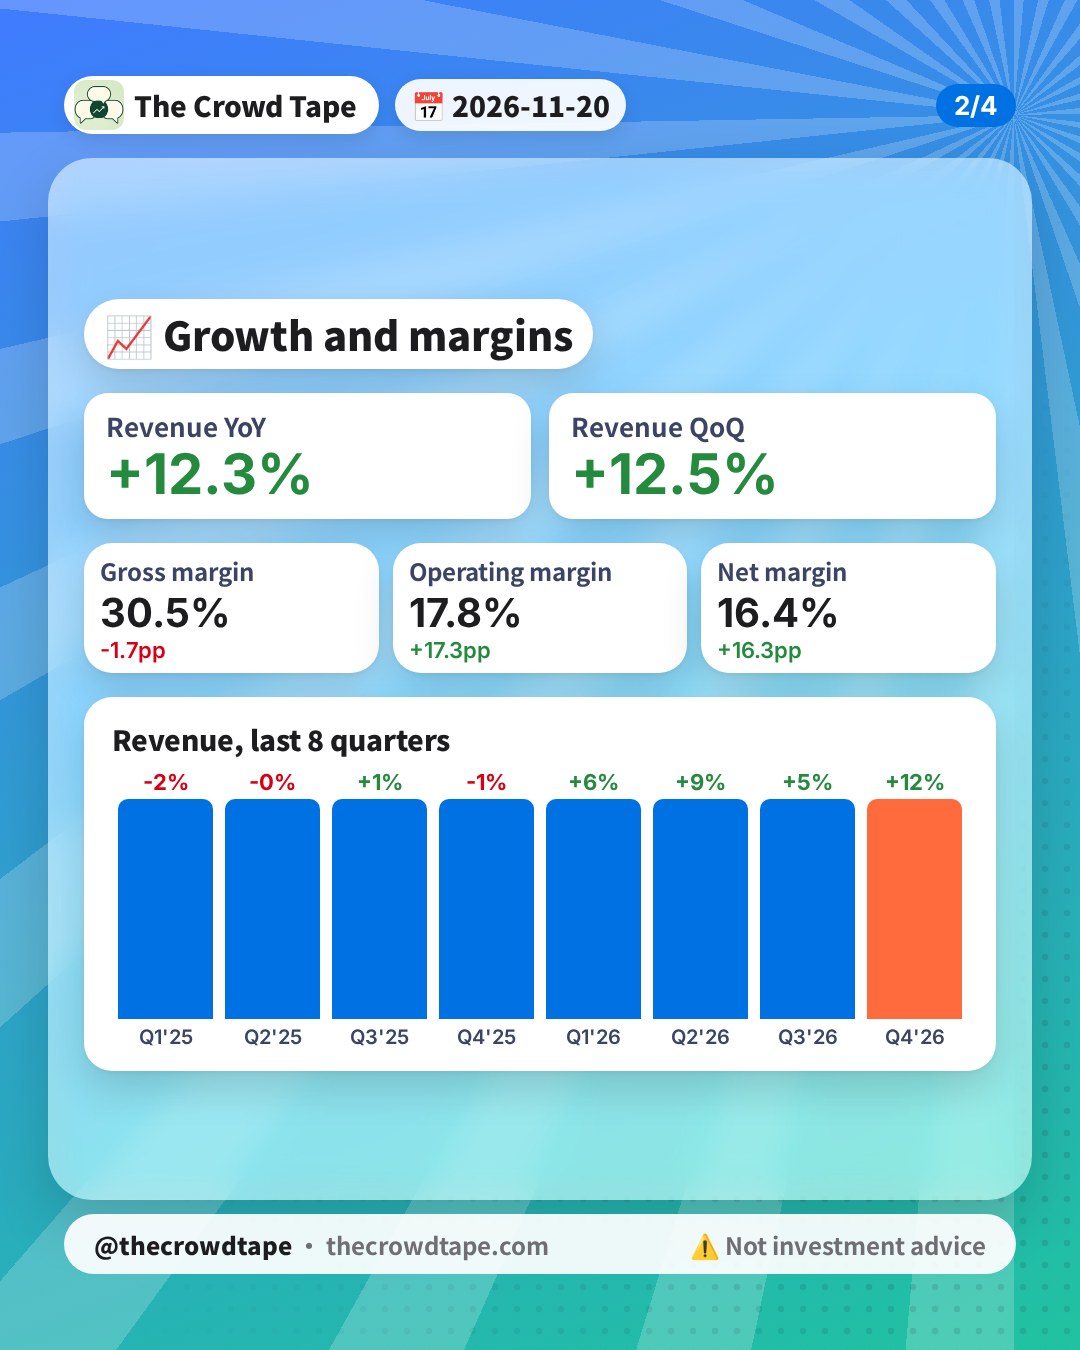 The Crowd Tape
📅 2026-11-20
2/4
📈 Growth and margins
Revenue YoY
+12.3%
Revenue QoQ
+12.5%
Gross margin
30.5%
-1.7pp
Operating margin
17.8%
+17.3pp
Net margin
16.4%
+16.3pp
Revenue, last 8 quarters
-2% -0% +1% -1% +6% +9% +5% +12%
Q1'25 Q2'25 Q3'25 Q4'25 Q1'26 Q2'26 Q3'26 Q4'26
@thecrowdtape • thecrowdtape.com
⚠️ Not investment advice